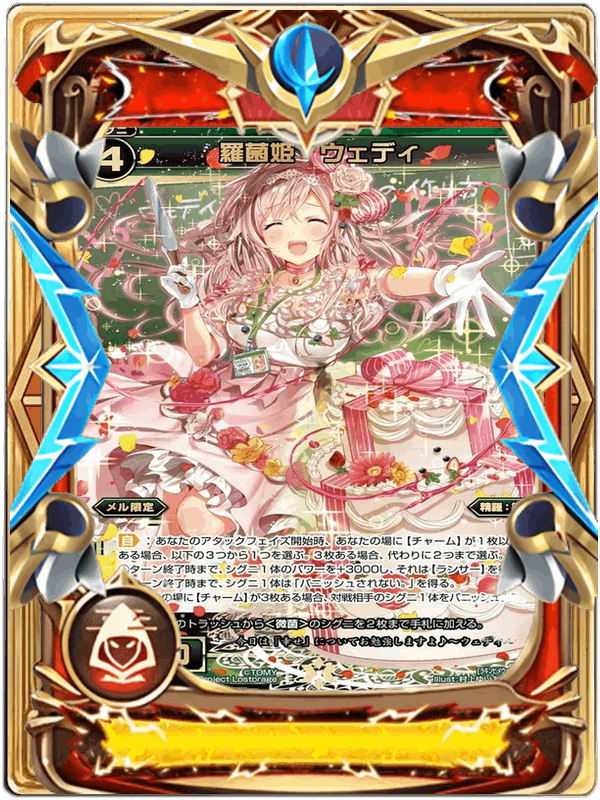 4 羅菌姫 ウェディ
メル限定
精羅:
自:あなたのアタックフェイズ開始時、あなたの場に【チャーム】が1枚以
ある場合、以下の3つから1つを選ぶ。3枚ある場合、代わりに2つまで選ぶ。
ターン終了時まで、シグニ1体のパワーを+3000し、それは【ランサー】を
ーン終了時まで、シグニ1体は「バニッシュされない。」を得る。
の場に【チャーム】が3枚ある場合、対戦相手のシグニ1体をバニッシュ
のトラッシュから<微菌>のシグニを2枚まで手札に加える。
今日は「幸せ」についてお勉強しますよ♪~ウェディ~
©TOMY
Project Lostorage
Illust:村上ゆいち